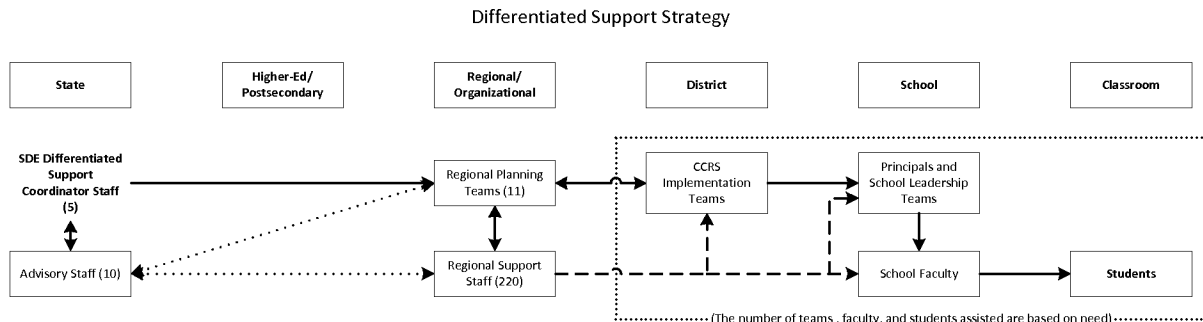 Differentiated Support Strategy
State
Higher-Ed/
Postsecondary
Regional/
Organizational
District
School
Classroom
SDE Differentiated
Support
Coordinator Staff
(5)
Regional Planning
Teams (11)
CCRS
Implementation
Teams
Principals and
School Leadership
Teams
Advisory Staff (10)
Regional Support
Staff (220)
School Faculty
Students
(The number of teams , faculty, and students assisted are based on need)